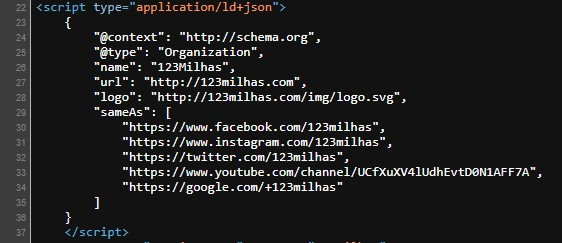 22 <script type="application/ld+json">
23 {
24 "@context": "http://schema.org",
25 "@type": "Organization",
26 "name": "123Milhas",
27 "url": "http://123milhas.com",
28 "logo": "http://123milhas.com/img/logo.svg",
29 "sameAs": [
30 "https://www.facebook.com/123milhas",
31 "https://www.instagram.com/123milhas",
32 "https://twitter.com/123milhas",
33 "https://www.youtube.com/channel/UCfXuXV4lUdhEvtD0N1AFF7A",
34 "https://google.com/+123milhas"
35 ]
36 }
37 </script>